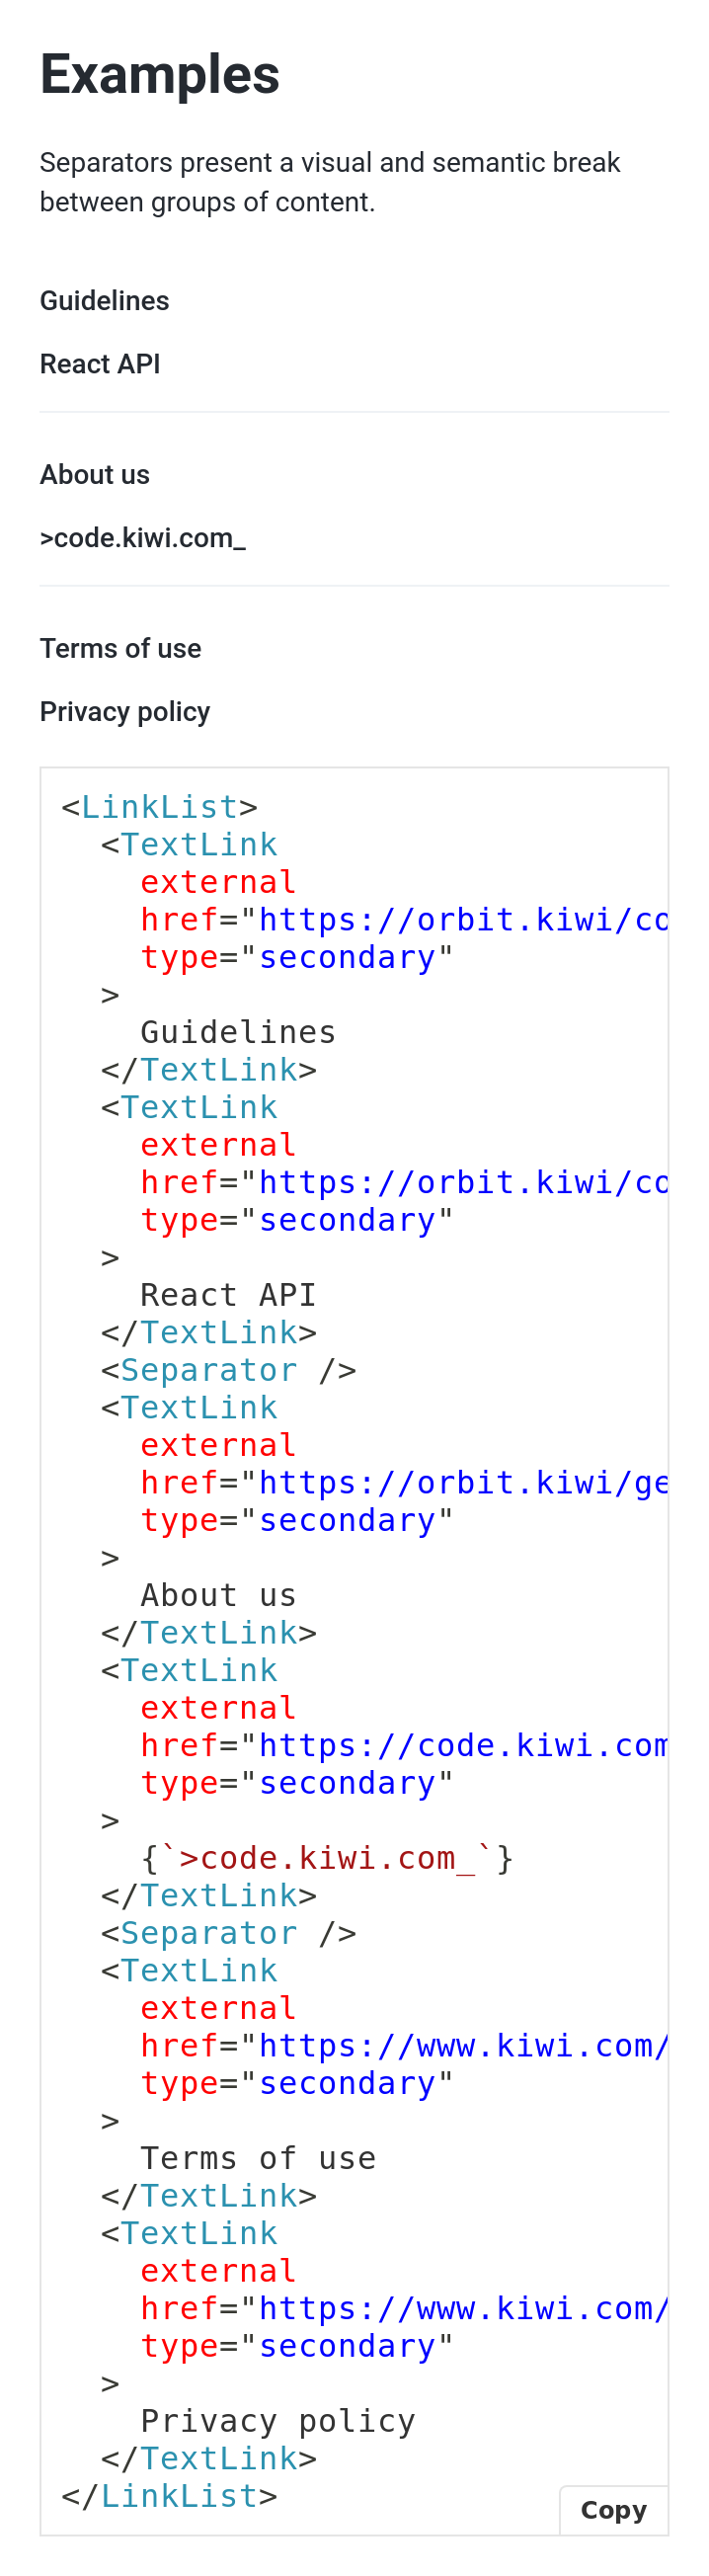 Examples
Separators present a visual and semantic break
between groups of content.
Guidelines
React API
About us
>code.kiwi.com_
Terms of use
Privacy policy
<LinkList>
  <TextLink
    external
    href="https://orbit.kiwi/co
    type="secondary"
  >
    Guidelines
  </TextLink>
  <TextLink
    external
    href="https://orbit.kiwi/co
    type="secondary"
  >
    React API
  </TextLink>
  <Separator />
  <TextLink
    external
    href="https://orbit.kiwi/ge
    type="secondary"
  >
    About us
  </TextLink>
  <TextLink
    external
    href="https://code.kiwi.com
    type="secondary"
  >
    {`>code.kiwi.com_`}
  </TextLink>
  <Separator />
  <TextLink
    external
    href="https://www.kiwi.com/
    type="secondary"
  >
    Terms of use
  </TextLink>
  <TextLink
    external
    href="https://www.kiwi.com/
    type="secondary"
  >
    Privacy policy
  </TextLink>
</LinkList>
Copy